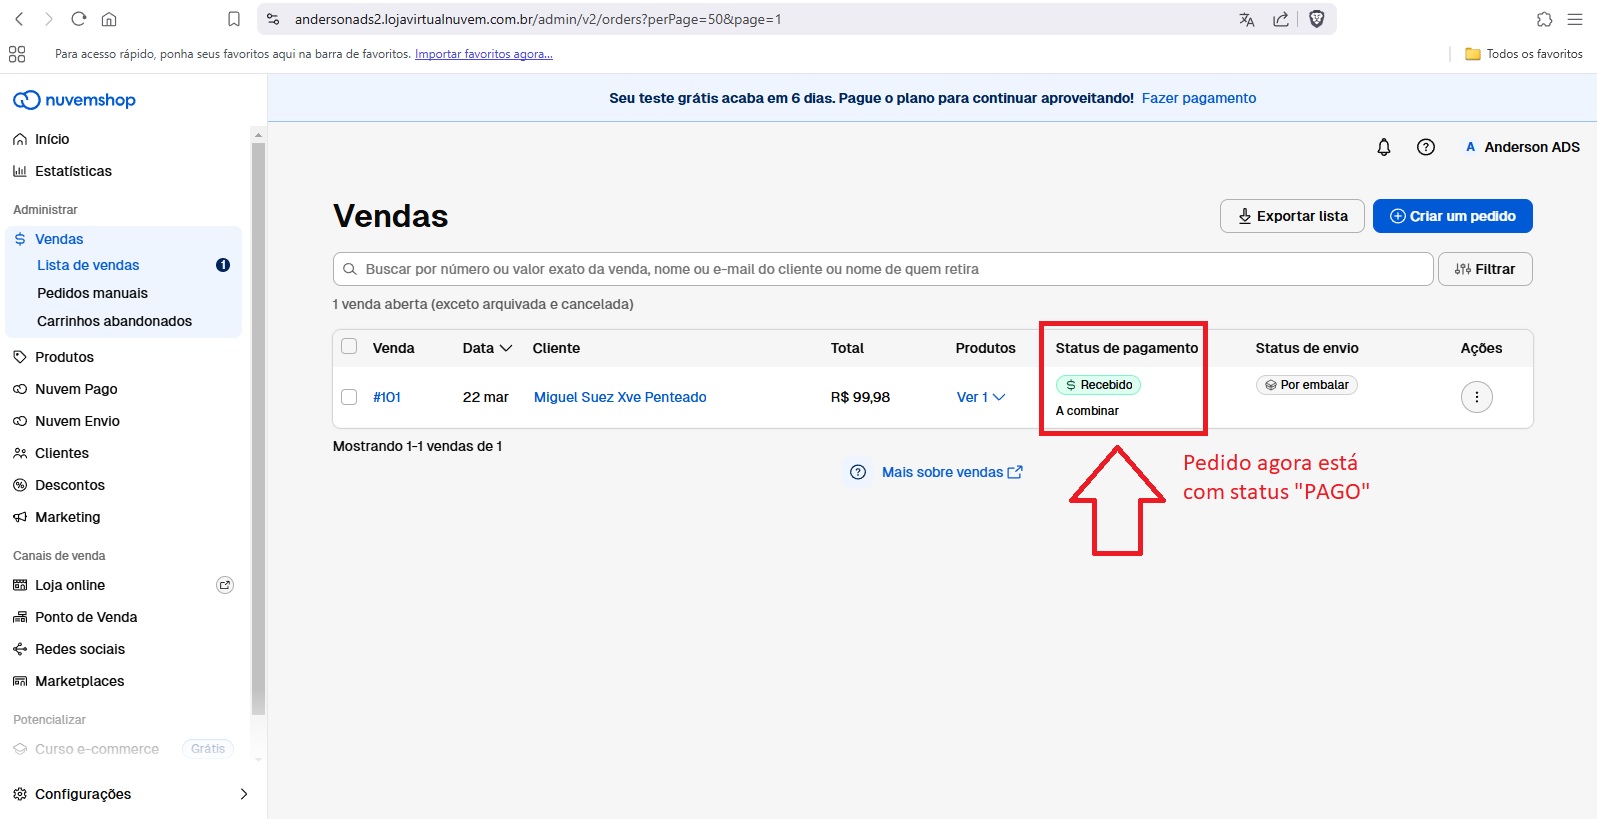 andersonads2.lojavirtualnuvem.com.br/admin/v2/orders?perPage=50&page=1
Para acesso rápido, ponha seus favoritos aqui na barra de favoritos. Importar favoritos agora...
Todos os favoritos
nuvemshop
Seu teste grátis acaba em 6 dias. Pague o plano para continuar aproveitando! Fazer pagamento
A Anderson ADS
Início
Estatísticas
Administrar
Vendas
Lista de vendas 1
Pedidos manuais
Carrinhos abandonados
Produtos
Nuvem Pago
Nuvem Envio
Clientes
Descontos
Marketing
Canais de venda
Loja online
Ponto de Venda
Redes sociais
Marketplaces
Potencializar
Curso e-commerce Grátis
Configurações
Vendas
Exportar lista
Criar um pedido
Buscar por número ou valor exato da venda, nome ou e-mail do cliente ou nome de quem retira
Filtrar
1 venda aberta (exceto arquivada e cancelada)
Venda Data Cliente Total Produtos Status de pagamento Status de envio Ações
#101 22 mar Miguel Suez Xve Penteado R$ 99,98 Ver 1 Recebido Por embalar
A combinar
Mostrando 1-1 vendas de 1
Mais sobre vendas
Pedido agora está
com status "PAGO"